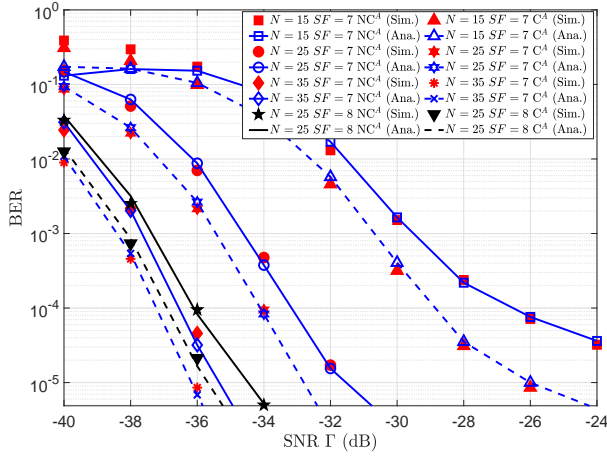 10^0
10^-1
10^-2
10^-3
10^-4
10^-5
BER
N = 15 SF = 7 NC^A (Sim.)
N = 15 SF = 7 NC^A (Ana.)
N = 25 SF = 7 NC^A (Sim.)
N = 25 SF = 7 NC^A (Ana.)
N = 35 SF = 7 NC^A (Sim.)
N = 35 SF = 7 NC^A (Ana.)
N = 25 SF = 8 NC^A (Sim.)
N = 25 SF = 8 NC^A (Ana.)
N = 15 SF = 7 C^A (Sim.)
N = 15 SF = 7 C^A (Ana.)
N = 25 SF = 7 C^A (Sim.)
N = 25 SF = 7 C^A (Ana.)
N = 35 SF = 7 C^A (Sim.)
N = 35 SF = 7 C^A (Ana.)
N = 25 SF = 8 C^A (Sim.)
N = 25 SF = 8 C^A (Ana.)
-40 -38 -36 -34 -32 -30 -28 -26 -24
SNR Γ (dB)